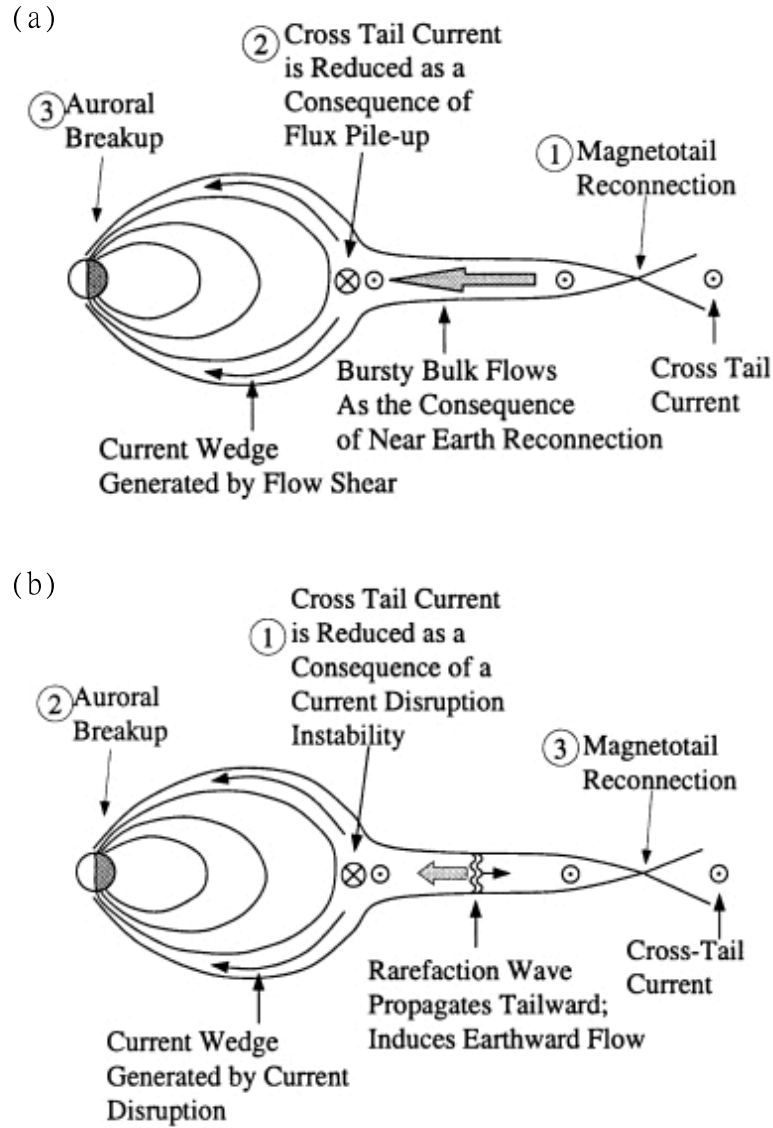 (a)
② Cross Tail Current
is Reduced as a
Consequence of
Flux Pile-up
③ Auroral
Breakup
① Magnetotail
Reconnection
Bursty Bulk Flows
As the Consequence
of Near Earth Reconnection
Cross Tail
Current
Current Wedge
Generated by Flow Shear
(b)
Cross Tail Current
① is Reduced as a
Consequence of a
Current Disruption
Instability
② Auroral
Breakup
③ Magnetotail
Reconnection
Rarefaction Wave
Propagates Tailward;
Induces Earthward Flow
Cross-Tail
Current
Current Wedge
Generated by Current
Disruption